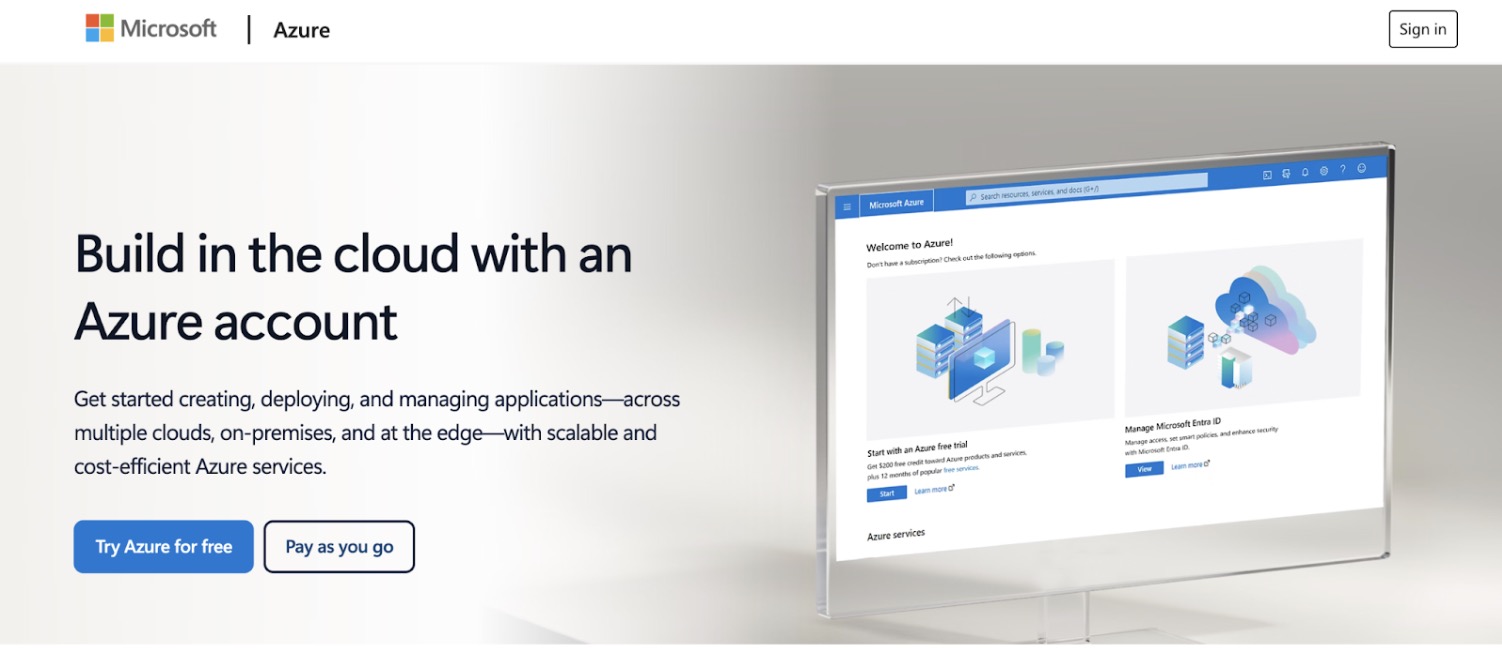 Microsoft | Azure
Sign in
Build in the cloud with an
Azure account
Get started creating, deploying, and managing applications—across
multiple clouds, on-premises, and at the edge—with scalable and
cost-efficient Azure services.
Try Azure for free
Pay as you go
Microsoft Azure
Search resources, services, and docs (G+/)
?
Welcome to Azure!
Don't have a subscription? Check out the following options.
Start with an Azure free trial
Get $200 free credit toward Azure products and services,
plus 12 months of popular free services.
Start
Learn more
Manage Microsoft Entra ID
Manage access, set smart policies, and enhance security
with Microsoft Entra ID.
View
Learn more
Azure services